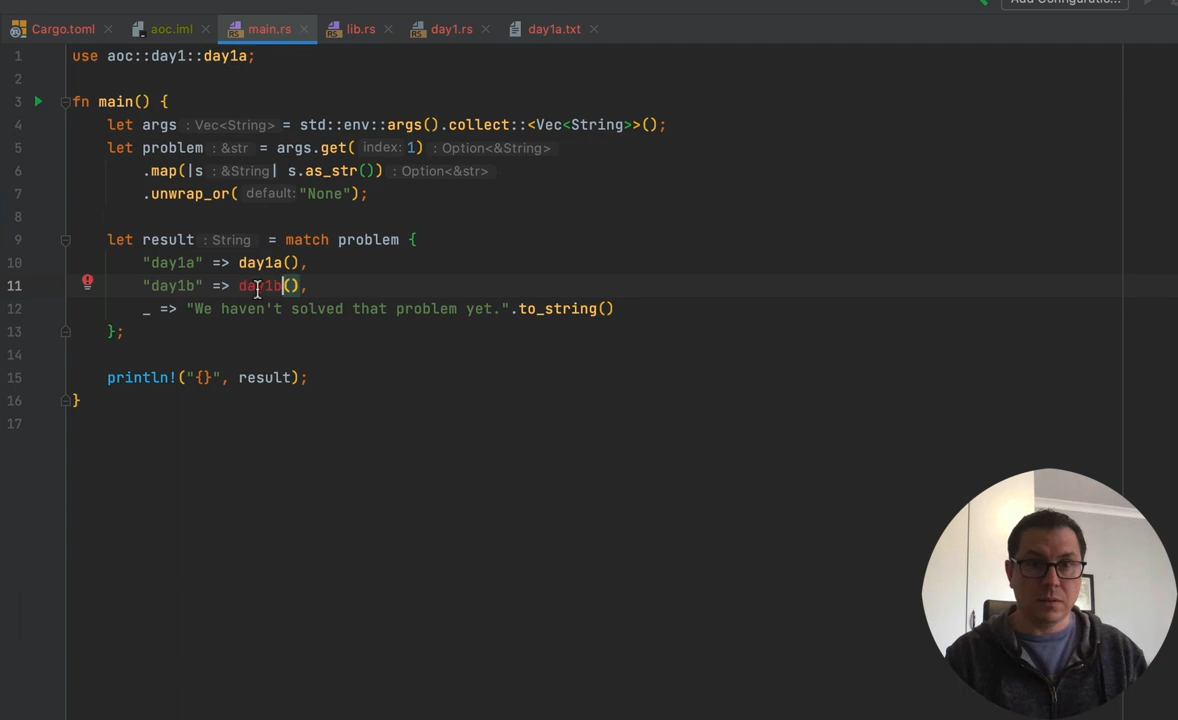 Add Configuration...
Cargo.toml aoc.iml main.rs lib.rs day1.rs day1a.txt
1 use aoc::day1::day1a;
2
3 fn main() {
4 let args : Vec<String> = std::env::args().collect::<Vec<String>>();
5 let problem : &str = args.get( index: 1) : Option<&String>
6 .map(|s : &String| s.as_str()) : Option<&str>
7 .unwrap_or( default: "None");
8
9 let result : String = match problem {
10 "day1a" => day1a(),
11 "day1b" => day1b(),
12 _ => "We haven't solved that problem yet.".to_string()
13 };
14
15 println!("{}", result);
16 }
17